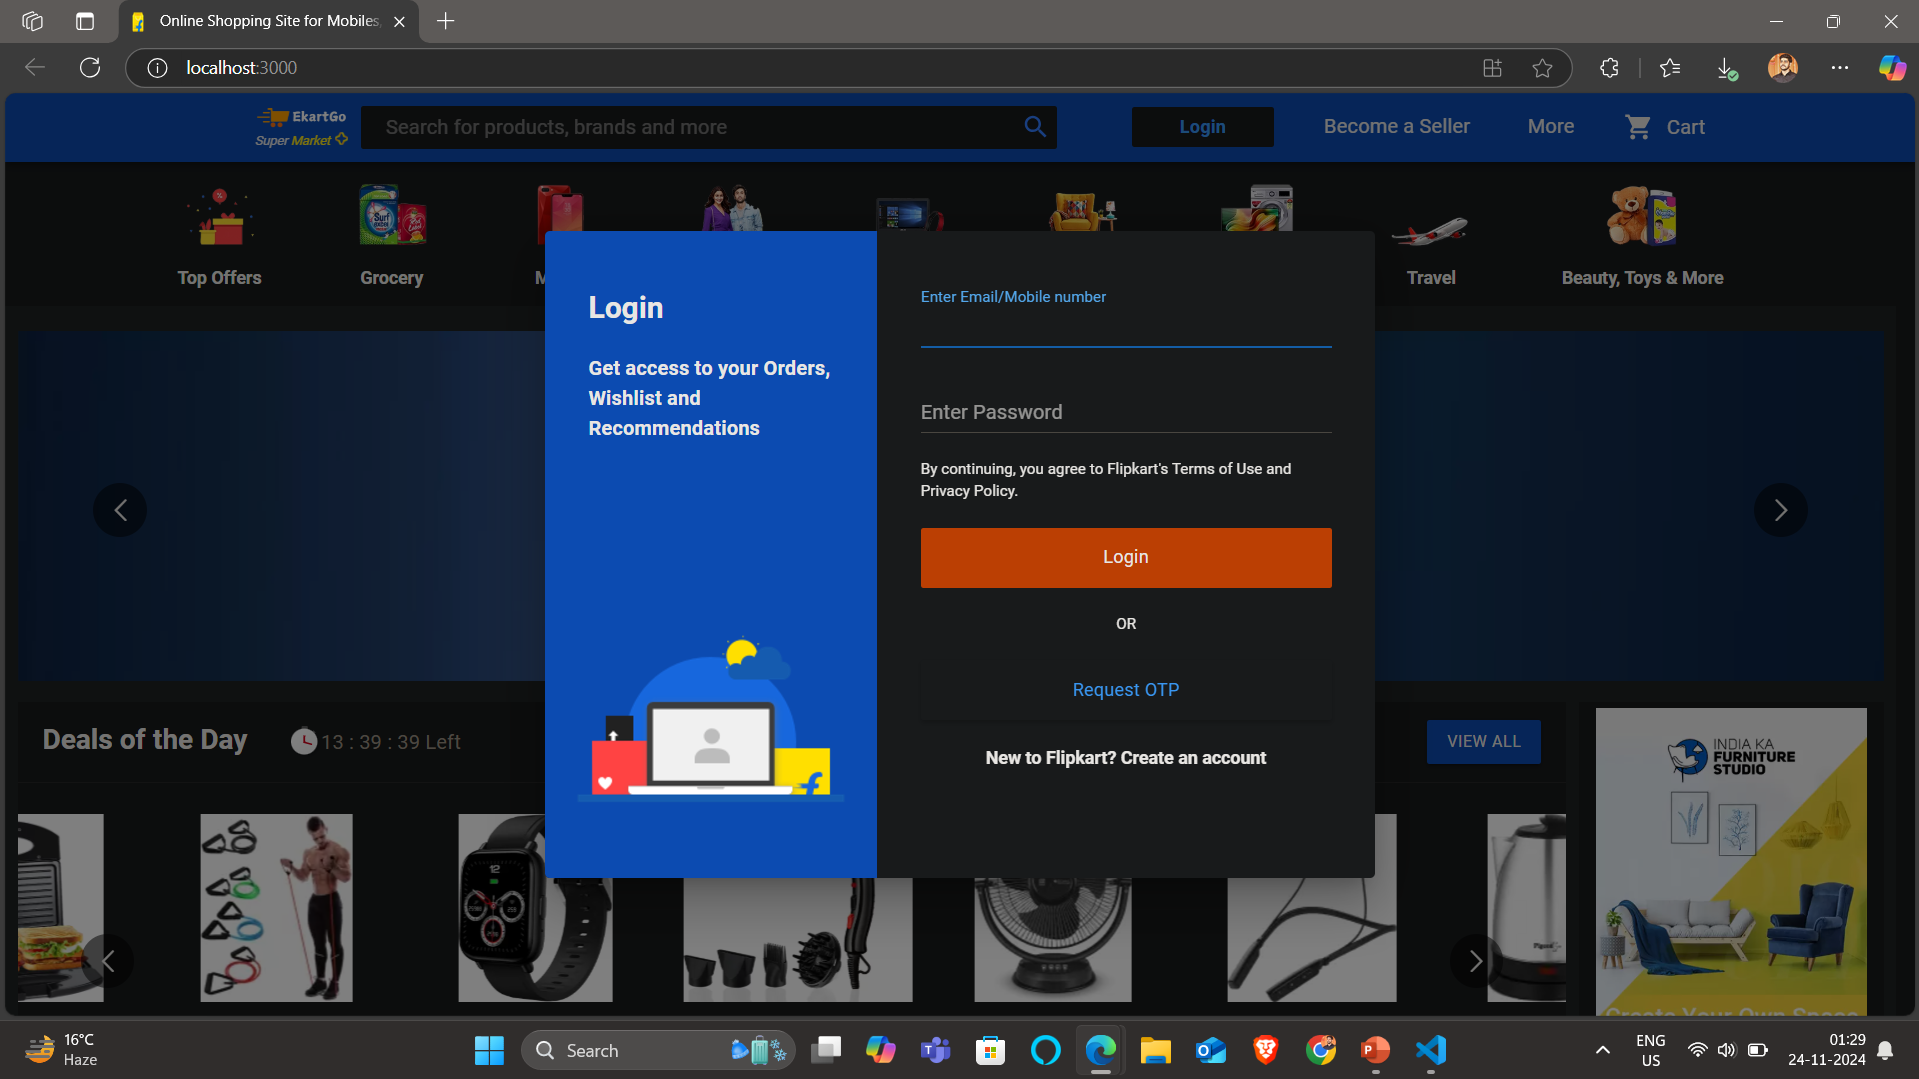 Online Shopping Site for Mobiles,
localhost:3000
EkartGo
Super Market
Search for products, brands and more
Login
Become a Seller
More
Cart
Top Offers
Grocery
M
Travel
Beauty, Toys & More
Login
Get access to your Orders,
Wishlist and
Recommendations
Enter Email/Mobile number
Enter Password
By continuing, you agree to Flipkart's Terms of Use and
Privacy Policy.
Login
OR
Request OTP
New to Flipkart? Create an account
Deals of the Day
13 : 39 : 39 Left
VIEW ALL
INDIA KA
FURNITURE
STUDIO
Create Your Own Space
16°C
Haze
Search
ENG
US
01:29
24-11-2024